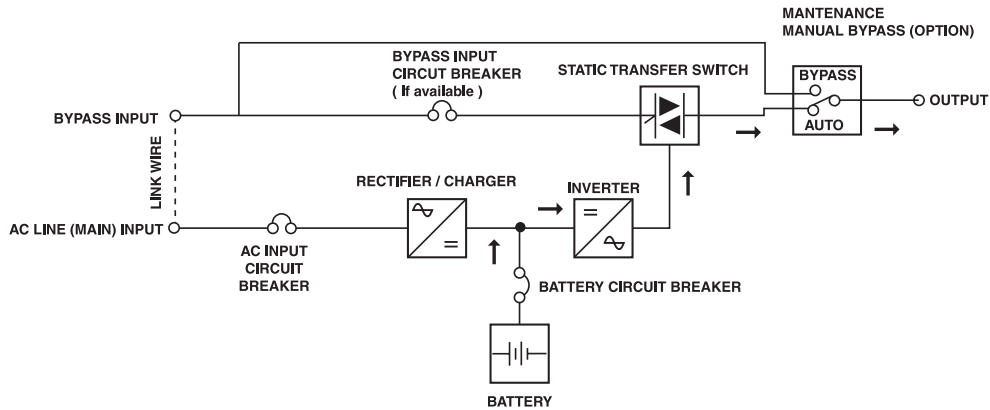 MANTENANCE
MANUAL BYPASS (OPTION)
BYPASS INPUT
CIRCUT BREAKER
( If available )
STATIC TRANSFER SWITCH
BYPASS
AUTO
OUTPUT
BYPASS INPUT
LINK WIRE
RECTIFIER / CHARGER
INVERTER
AC LINE (MAIN) INPUT
AC INPUT
CIRCUIT
BREAKER
BATTERY CIRCUIT BREAKER
BATTERY